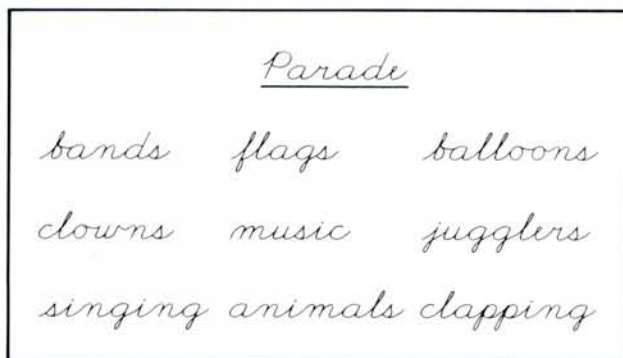 Parade
bands flags balloons
clowns music jugglers
singing animals clapping